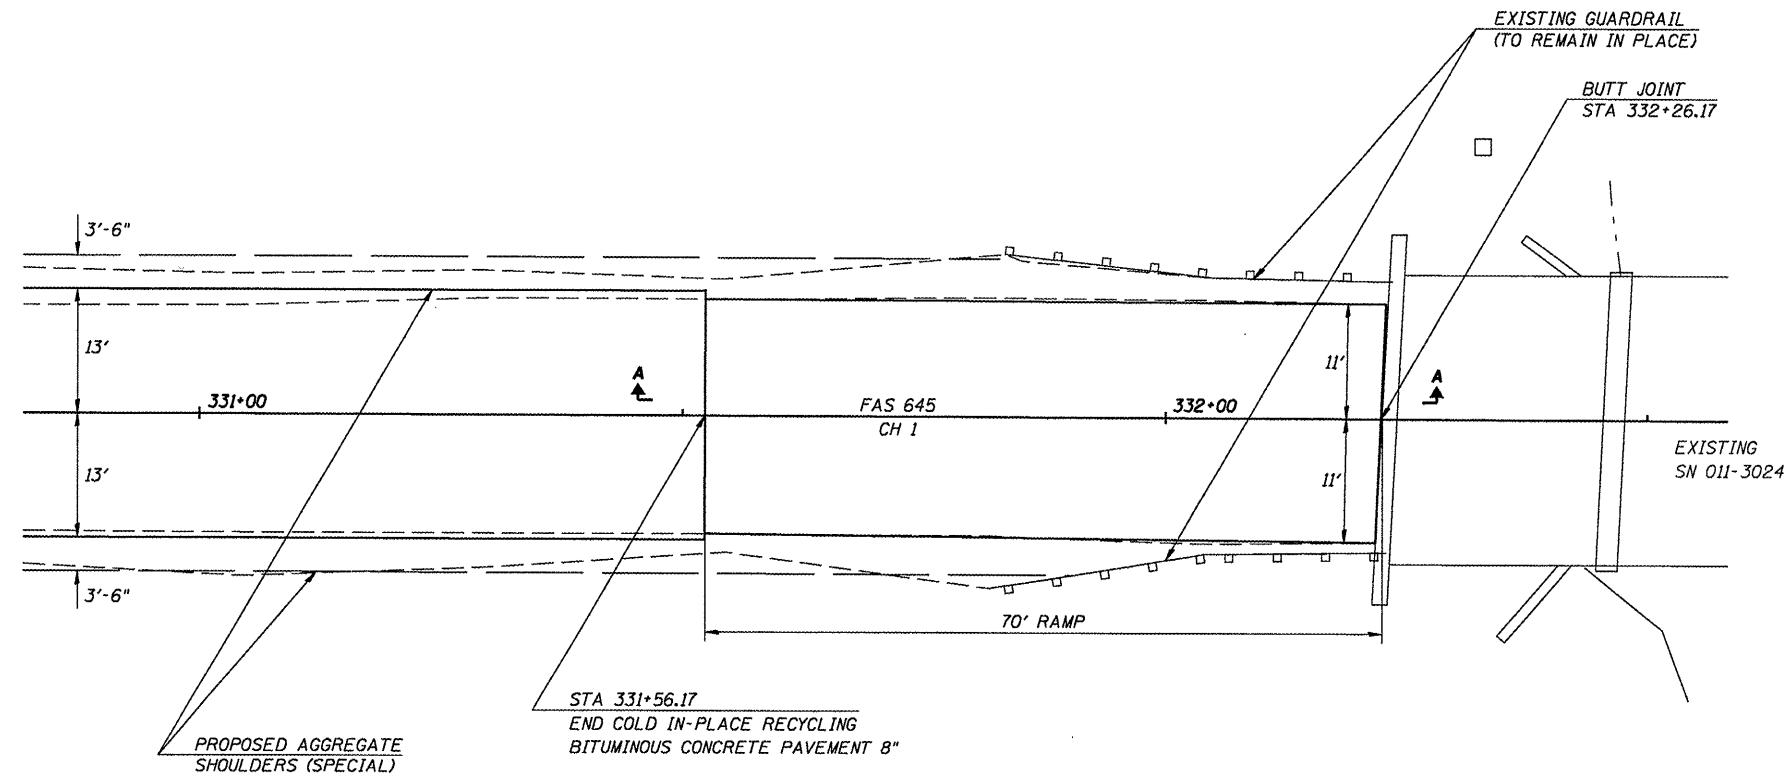 EXISTING GUARDRAIL
(TO REMAIN IN PLACE)
BUTT JOINT
STA 332+26.17
3'-6"
13'
11'
A
A
331+00
FAS 645
332+00
CH 1
EXISTING
SN 011-3024
13'
11'
3'-6"
70' RAMP
STA 331+56.17
END COLD IN-PLACE RECYCLING
BITUMINOUS CONCRETE PAVEMENT 8"
PROPOSED AGGREGATE
SHOULDERS (SPECIAL)